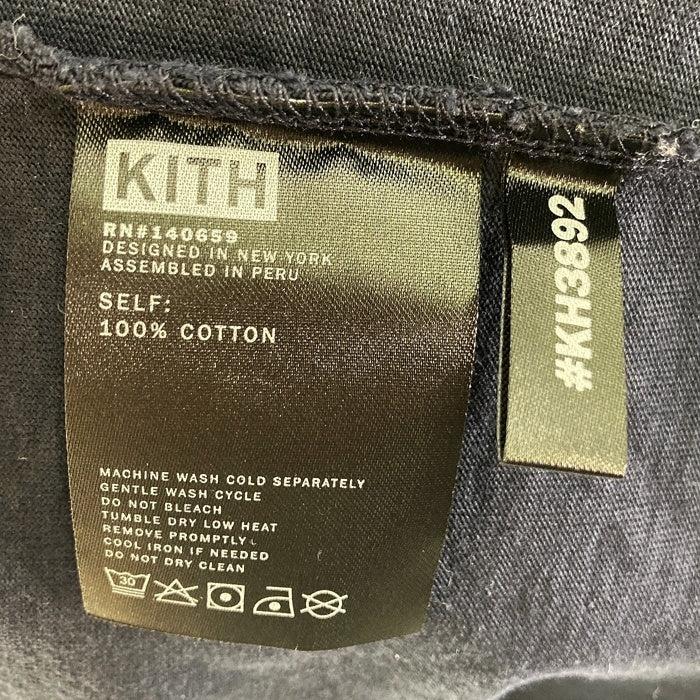 KITH
RN#140659
DESIGNED IN NEW YORK
ASSEMBLED IN PERU
SELF:
100% COTTON
MACHINE WASH COLD SEPARATELY
GENTLE WASH CYCLE
DO NOT BLEACH
TUMBLE DRY LOW HEAT
REMOVE PROMPTLY
COOL IRON IF NEEDED
DO NOT DRY CLEAN
30
#KH3892